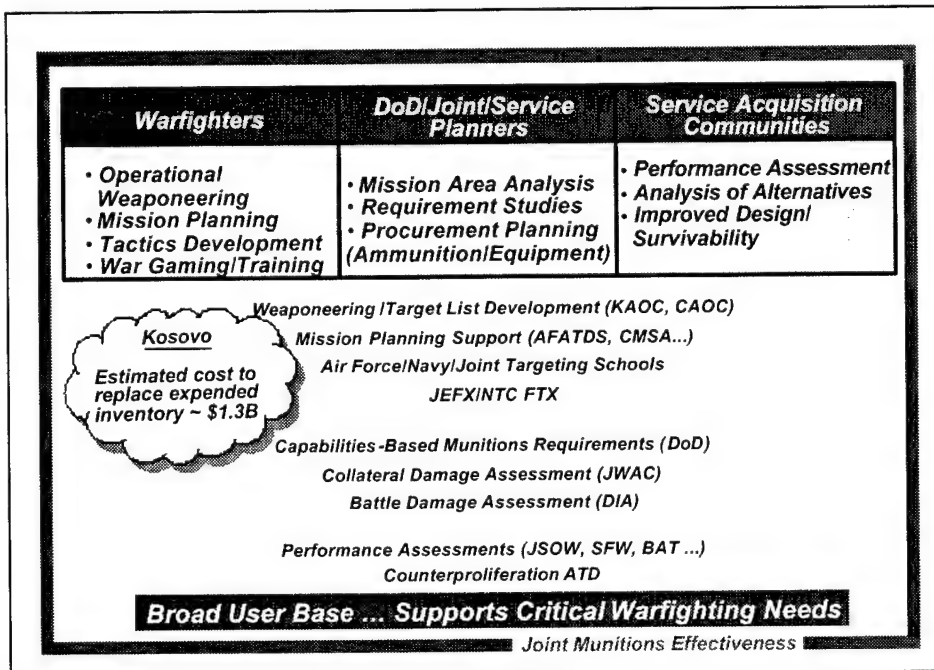 Warfighters
DoD/Joint/Service
Planners
Service Acquisition
Communities
• Operational
Weaponeering
• Mission Planning
• Tactics Development
• War Gaming/Training
• Mission Area Analysis
• Requirement Studies
• Procurement Planning
(Ammunition/Equipment)
• Performance Assessment
• Analysis of Alternatives
• Improved Design/
Survivability
Weaponeering /Target List Development (KAOC, CAOC)
Mission Planning Support (AFATDS, CMSA...)
Air Force/Navy/Joint Targeting Schools
JEFX/NTC FTX
Kosovo
Estimated cost to
replace expended
inventory ~ $1.3B
Capabilities-Based Munitions Requirements (DoD)
Collateral Damage Assessment (JWAC)
Battle Damage Assessment (DIA)
Performance Assessments (JSOW, SFW, BAT ...)
Counterproliferation ATD
Broad User Base ... Supports Critical Warfighting Needs
Joint Munitions Effectiveness